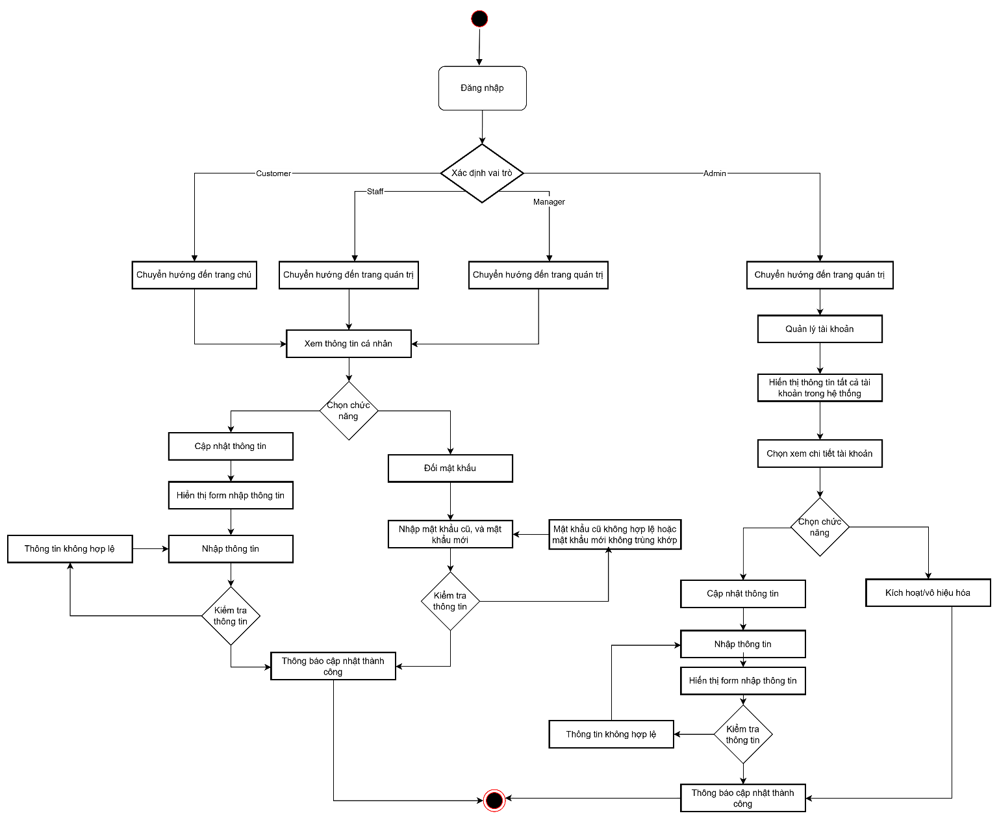 Đăng nhập
Xác định vai trò
Customer
Admin
Staff
Manager
Chuyển hướng đến trang chủ
Chuyển hướng đến trang quán trị
Chuyển hướng đến trang quán trị
Chuyển hướng đến trang quán trị
Xem thông tin cá nhân
Quản lý tài khoản
Hiến thị thông tin tất cả tài
khoản trong hệ thống
Chọn chức
năng
Cập nhật thông tin
Đối mật khấu
Chọn xem chi tiết tài khoản
Hiển thị form nhập thông tin
Chọn chức
năng
Nhập mật khẩu cũ, và mật
khẩu mới
Mật khẩu cũ không hợp lệ hoặc
mật khẩu mới không trùng khớp
Thông tin không hợp lệ
Nhập thông tin
Kiểm tra
thông tin
Cập nhật thông tin
Kích hoạt/vô hiệu hóa
Kiểm tra
thông tin
Nhập thông tin
Thông báo cập nhật thành
công
Hiến thị form nhập thông tin
Thông tin không hợp lệ
Kiểm tra
thông tin
Thông báo cập nhật thành
công